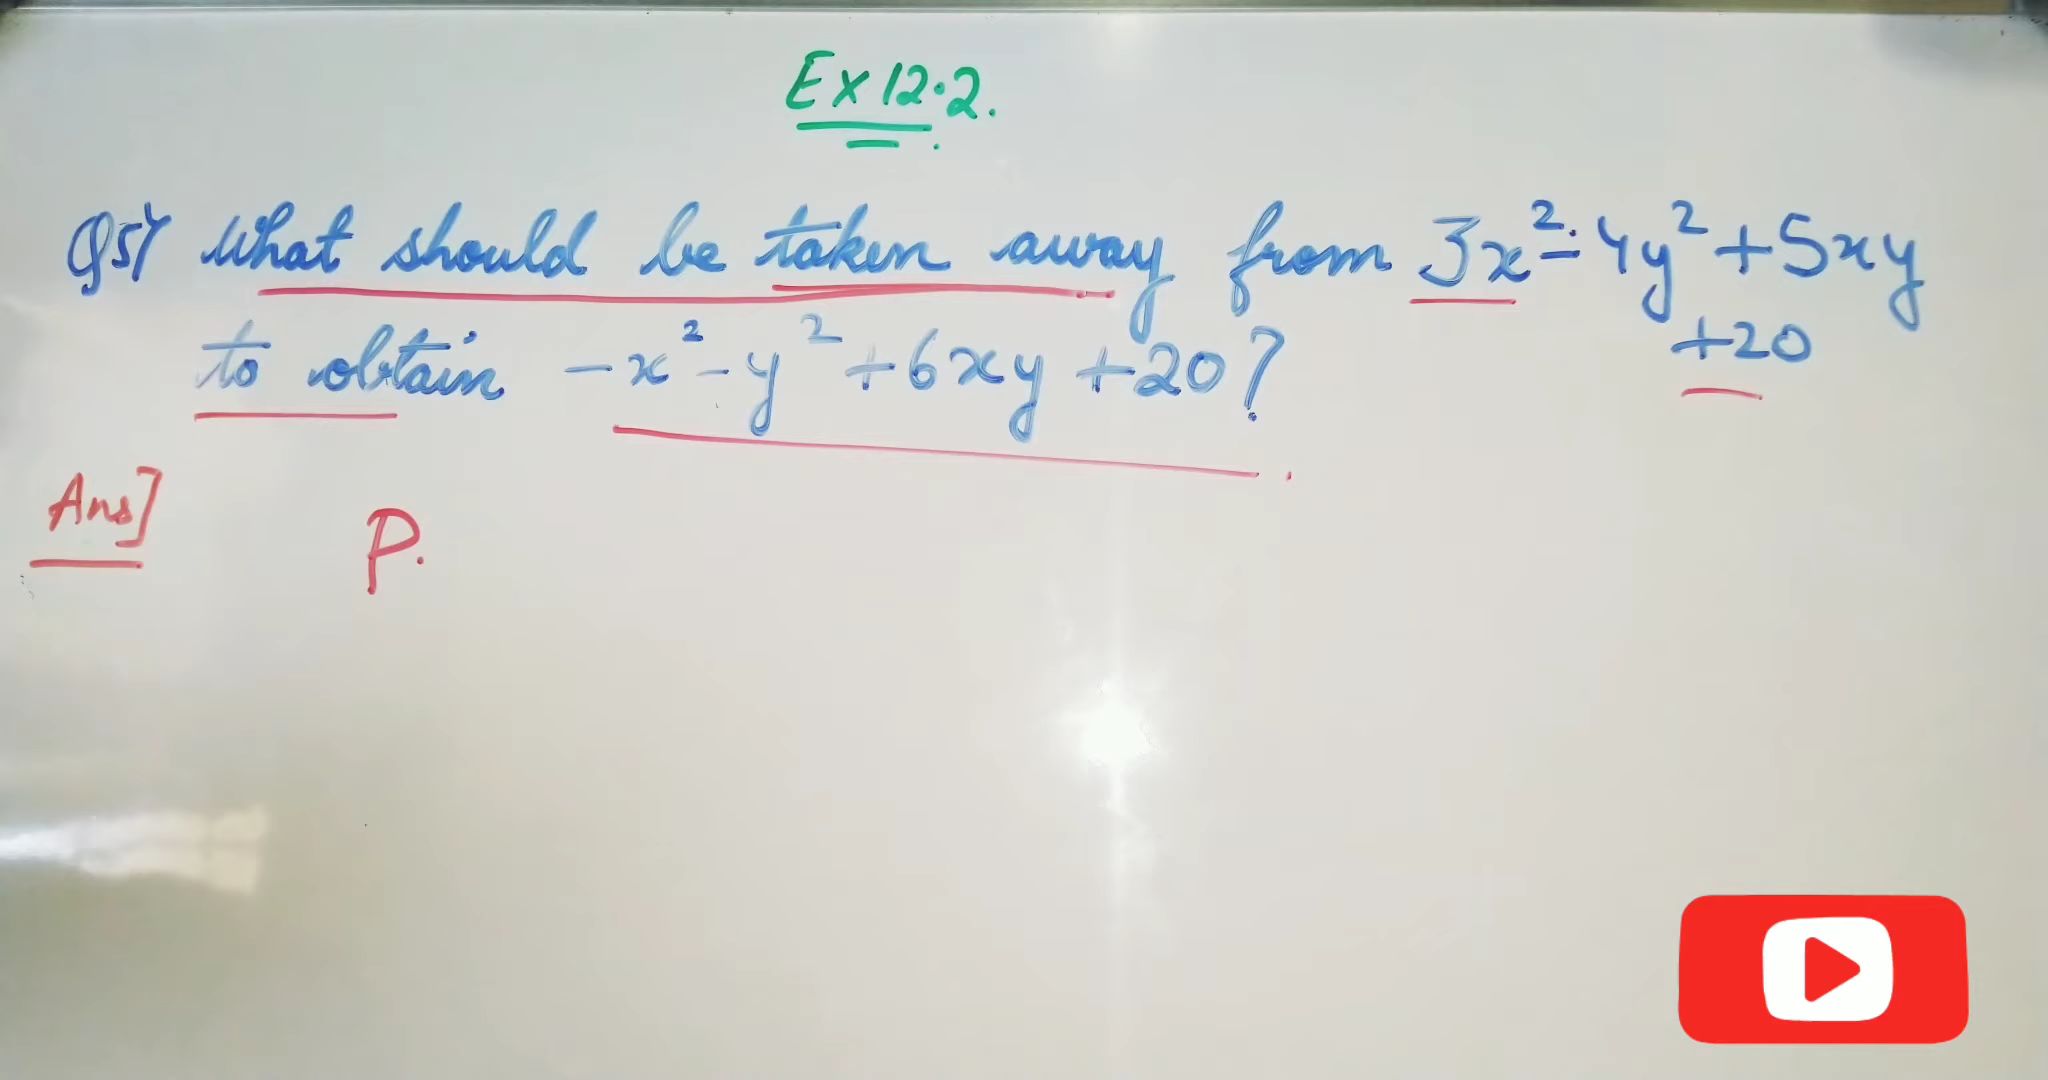 Ex 12.2.
Q5] What should be taken away from 3x² - 4y² + 5xy
+20
to obtain -x² - y² + 6xy + 20?
Ans]
P.